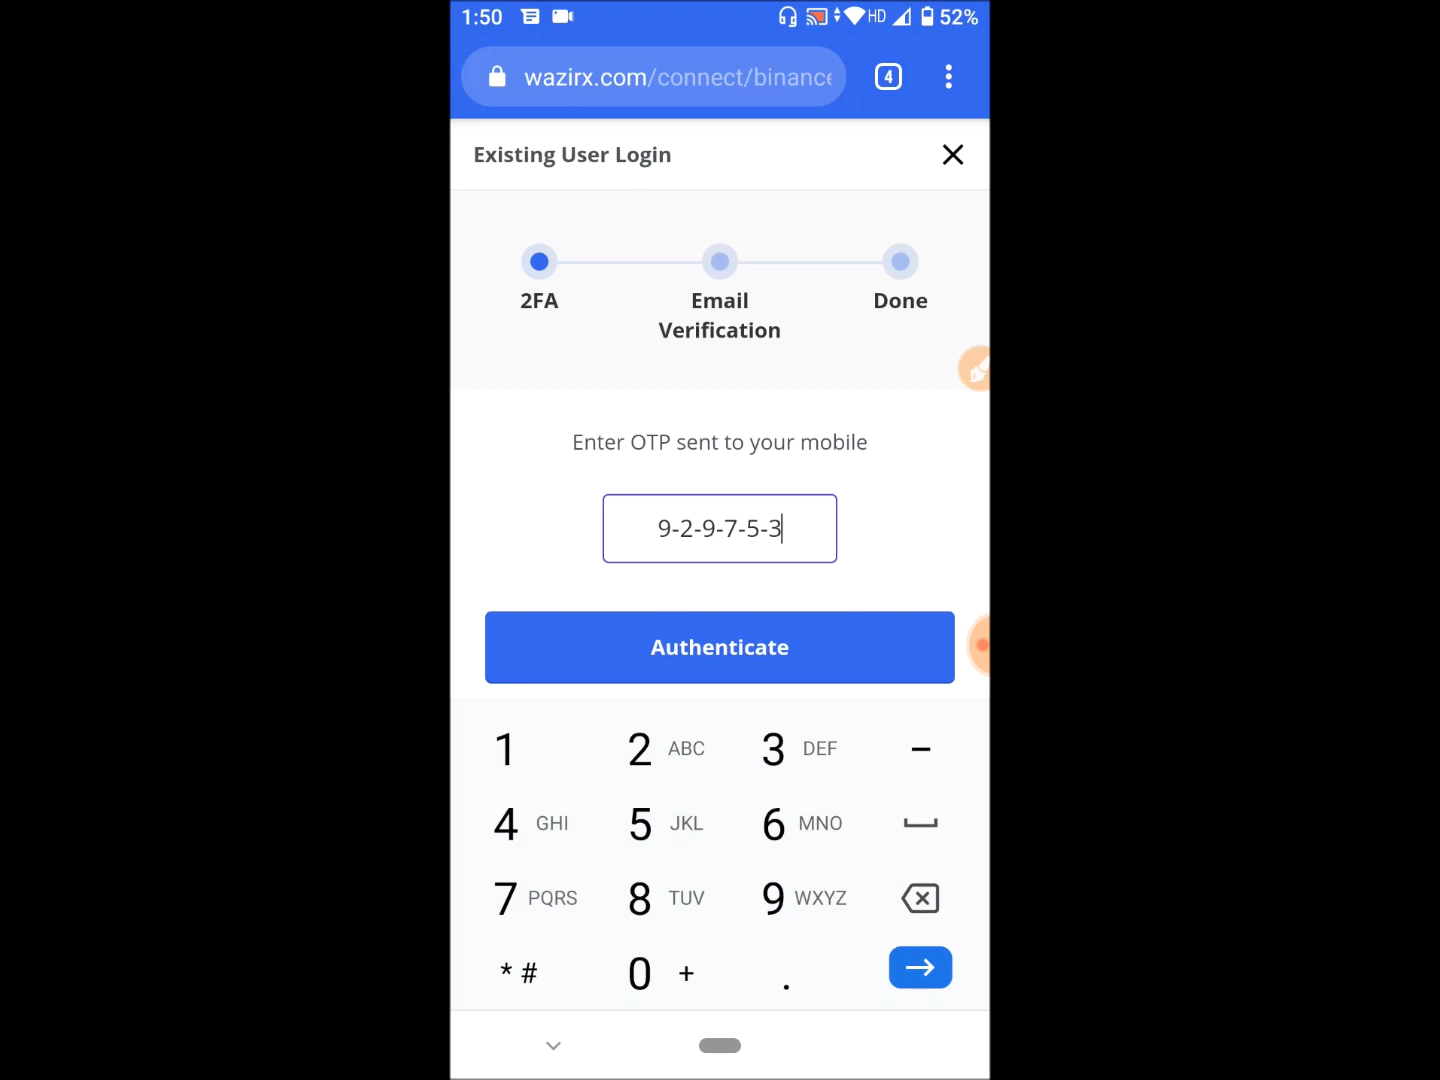 1:50 HD 52%
wazirx.com/connect/binance 4
Existing User Login
2FA Email Verification Done
Enter OTP sent to your mobile
9-2-9-7-5-3
Authenticate
1 2 ABC 3 DEF -
4 GHI 5 JKL 6 MNO
7 PQRS 8 TUV 9 WXYZ
* # 0 + .